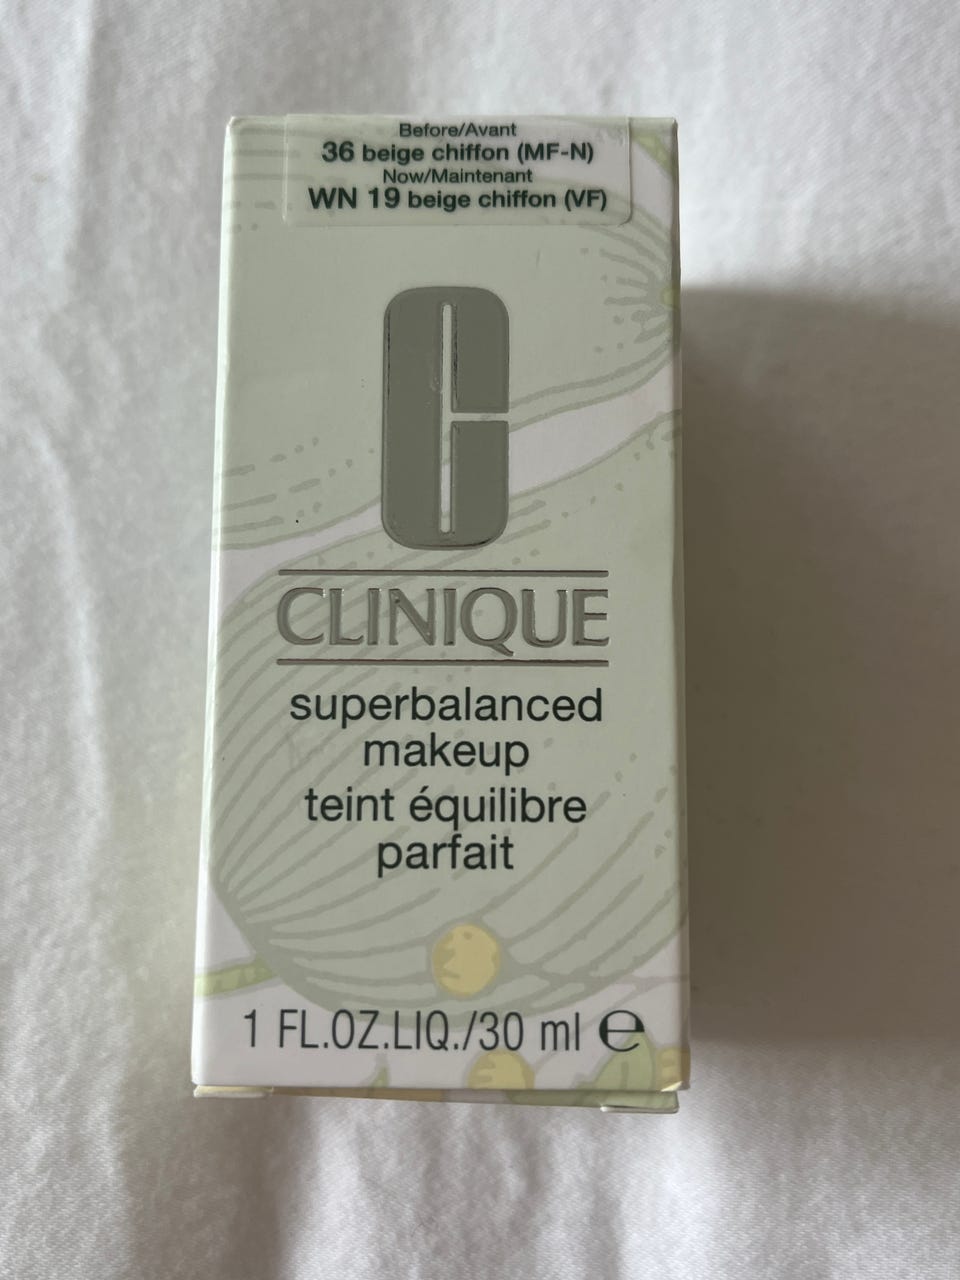 Before/Avant
36 beige chiffon (MF-N)
Now/Maintenant
WN 19 beige chiffon (VF)
C
CLINIQUE
superbalanced
makeup
teint équilibre
parfait
1 FL.OZ.LIQ./30 ml ℮